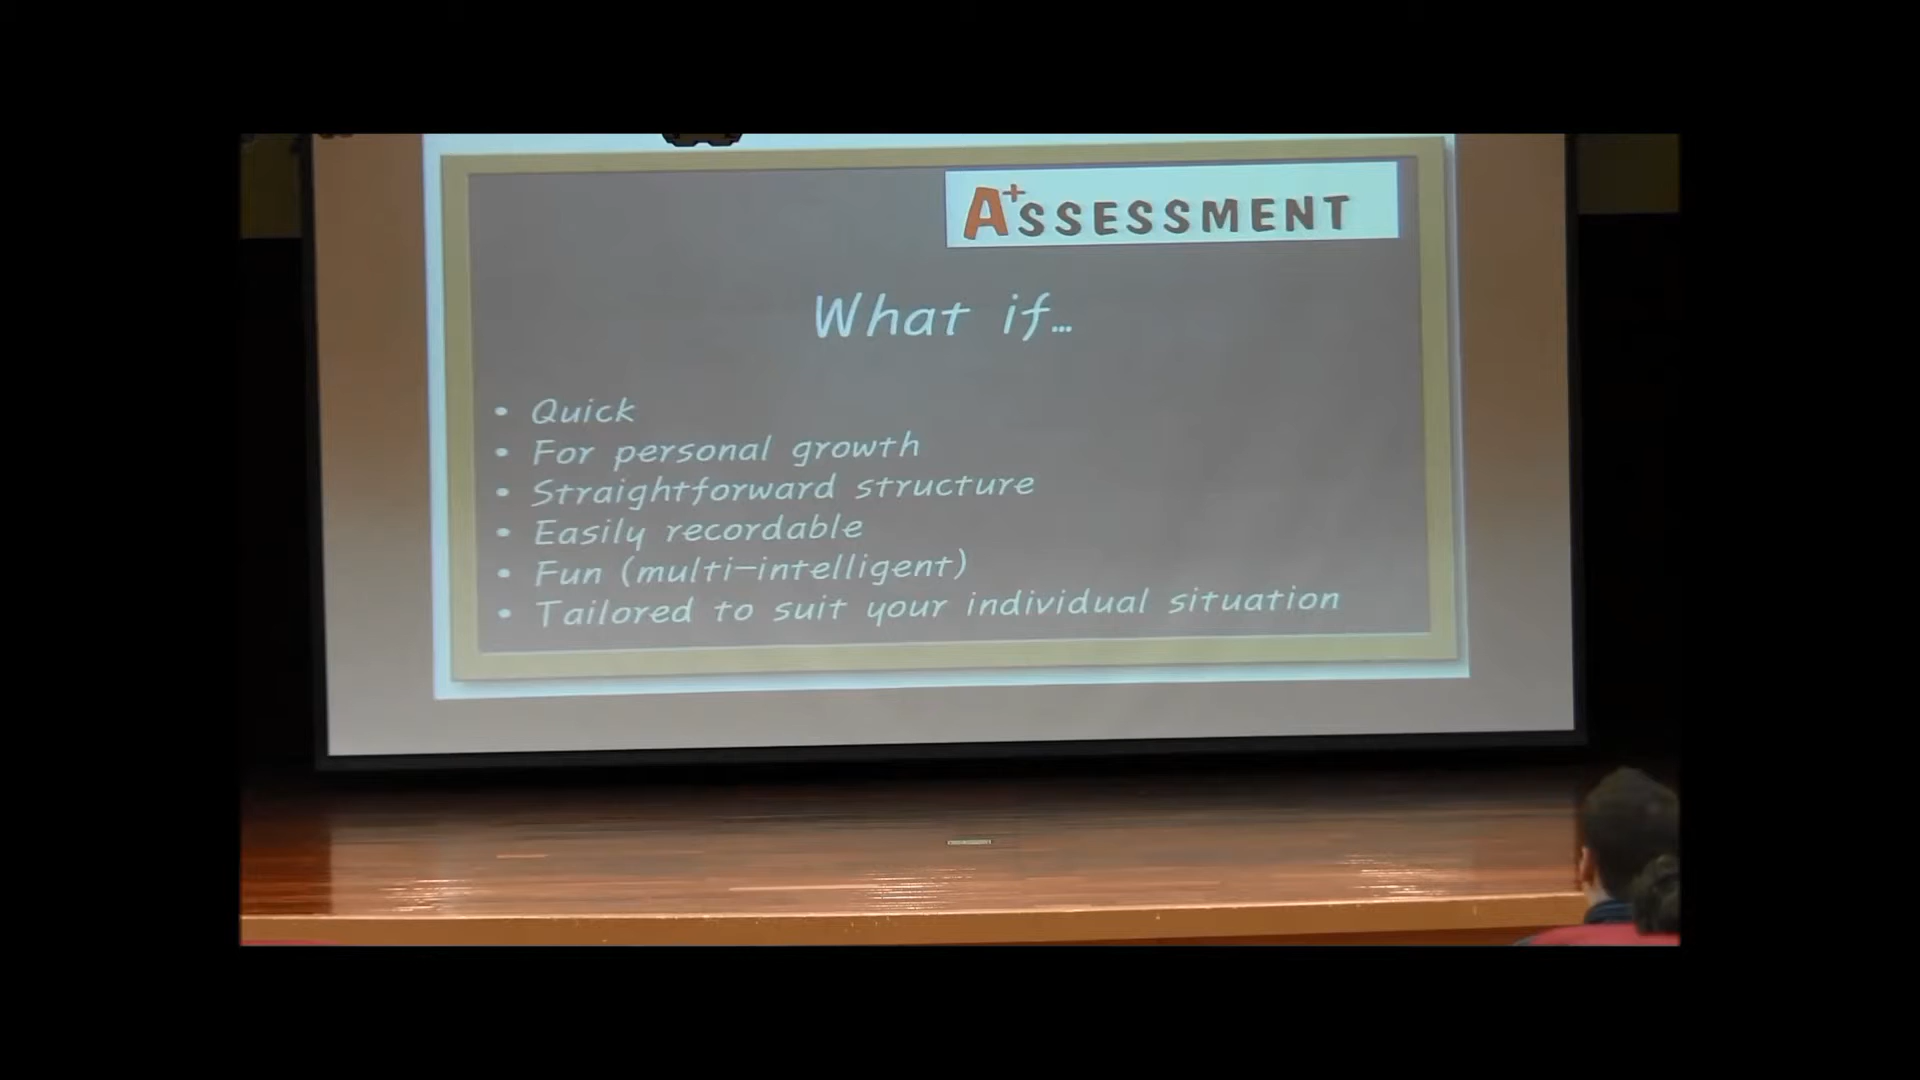 A+SSESSMENT
What if...
• Quick
• For personal growth
• Straightforward structure
• Easily recordable
• Fun (multi-intelligent)
• Tailored to suit your individual situation